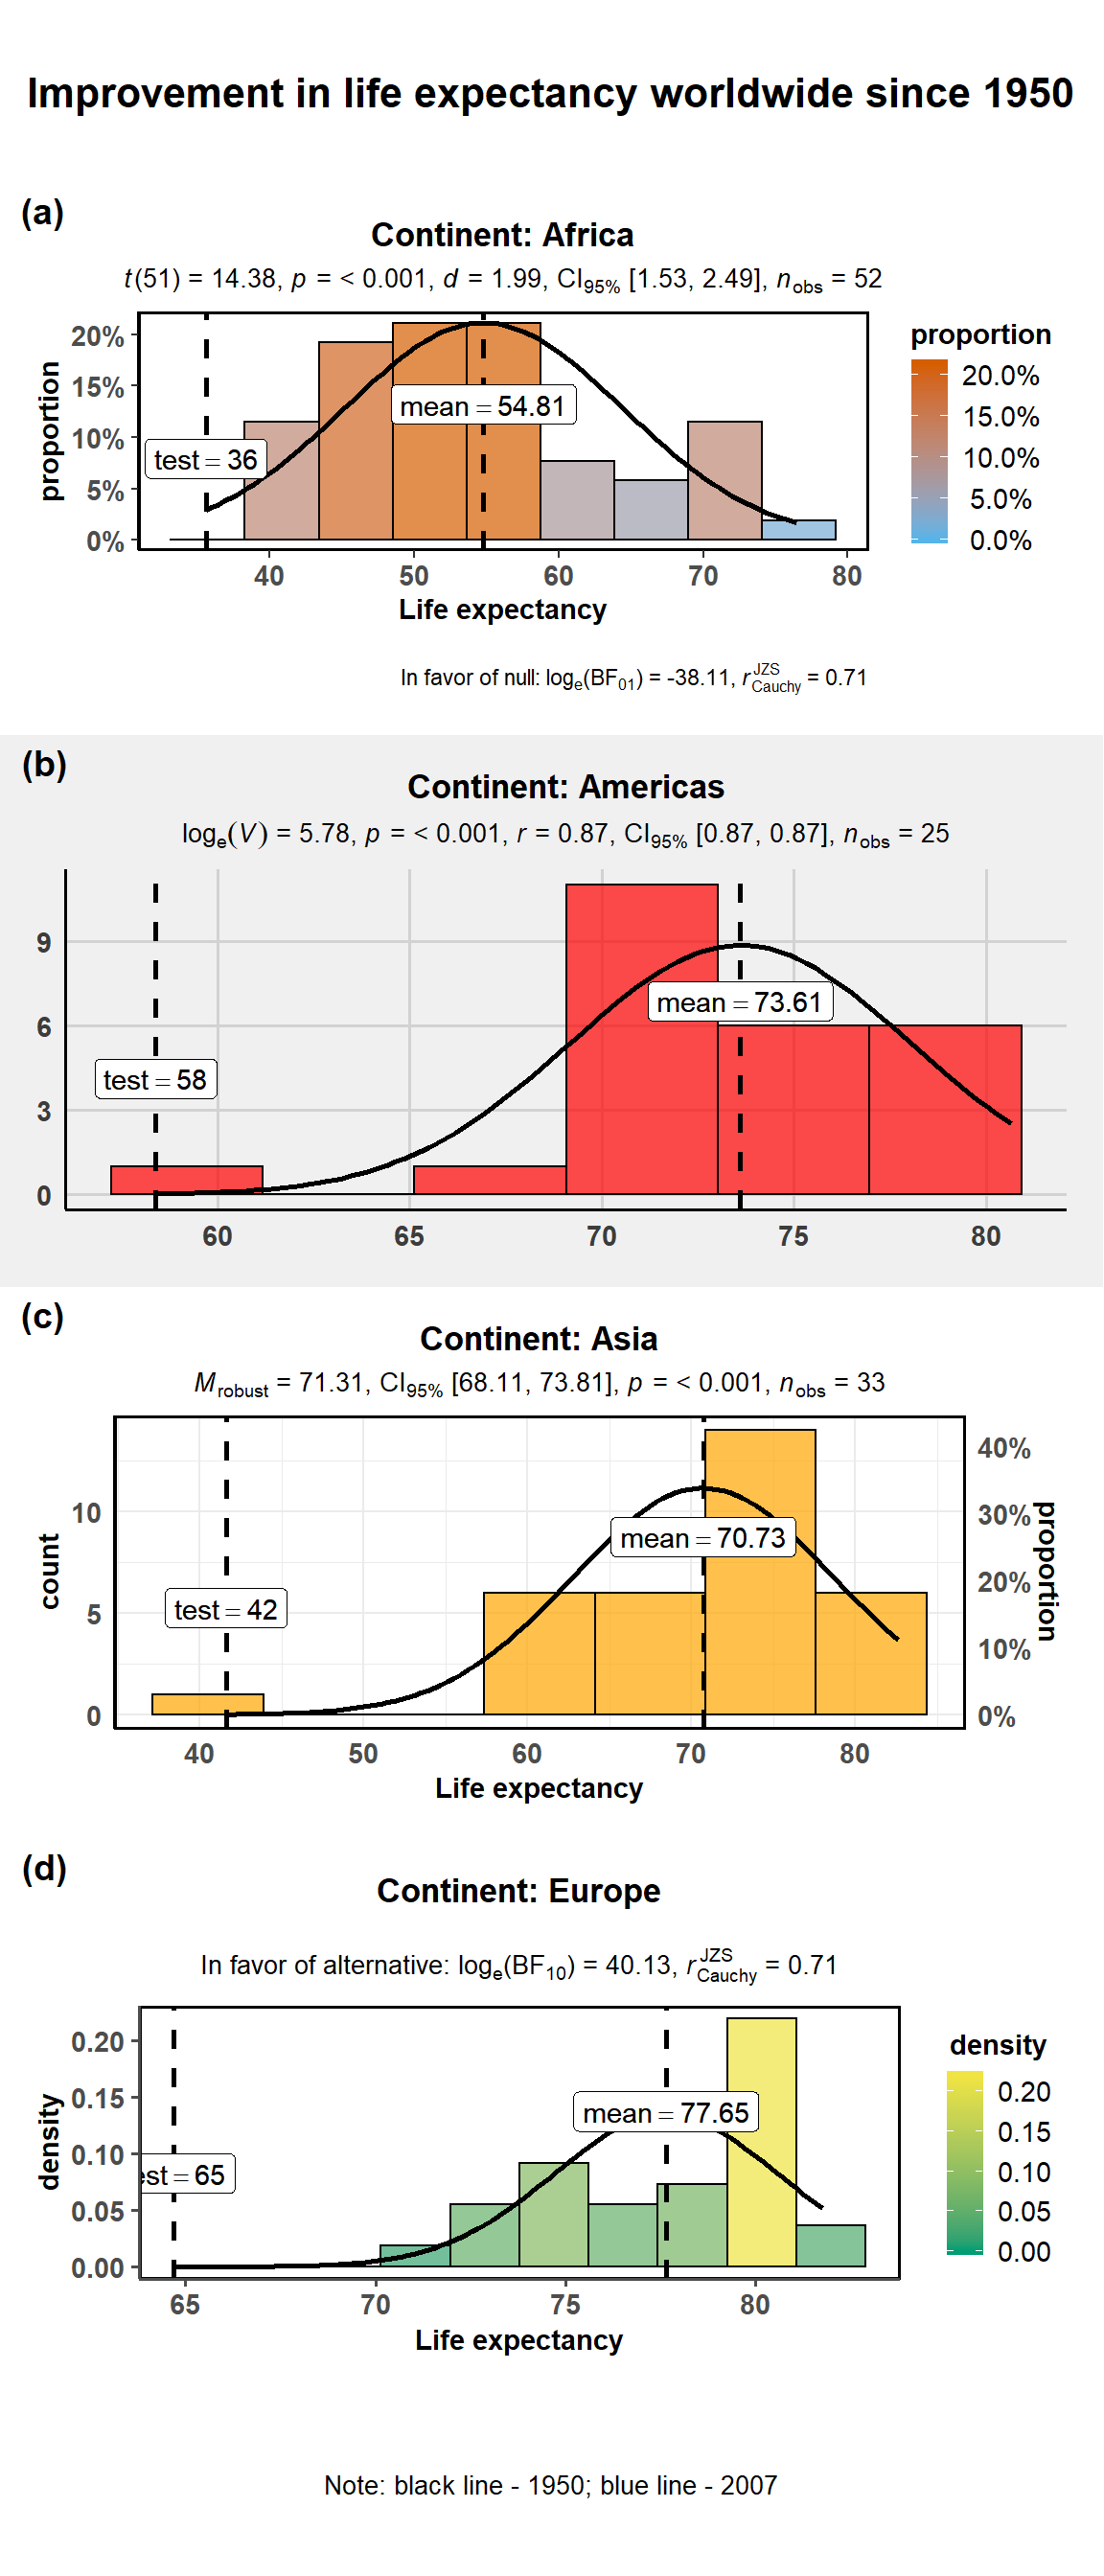 Improvement in life expectancy worldwide since 1950
(a)
Continent: Africa
t(51) = 14.38, p = < 0.001, d = 1.99, CI95% [1.53, 2.49], nobs = 52
proportion
20%
15%
10%
5%
0%
mean = 54.81
test = 36
40 50 60 70 80
Life expectancy
proportion
20.0%
15.0%
10.0%
5.0%
0.0%
In favor of null: loge(BF01) = -38.11, rJZSCauchy = 0.71
(b)
Continent: Americas
loge(V) = 5.78, p = < 0.001, r = 0.87, CI95% [0.87, 0.87], nobs = 25
9
6
3
0
mean = 73.61
test = 58
60 65 70 75 80
(c)
Continent: Asia
Mrobust = 71.31, CI95% [68.11, 73.81], p = < 0.001, nobs = 33
count
10
5
0
mean = 70.73
test = 42
40%
30%
20%
10%
0%
proportion
40 50 60 70 80
Life expectancy
(d)
Continent: Europe
In favor of alternative: loge(BF10) = 40.13, rJZSCauchy = 0.71
density
0.20
0.15
0.10
0.05
0.00
mean = 77.65
est = 65
65 70 75 80
Life expectancy
density
0.20
0.15
0.10
0.05
0.00
Note: black line - 1950; blue line - 2007